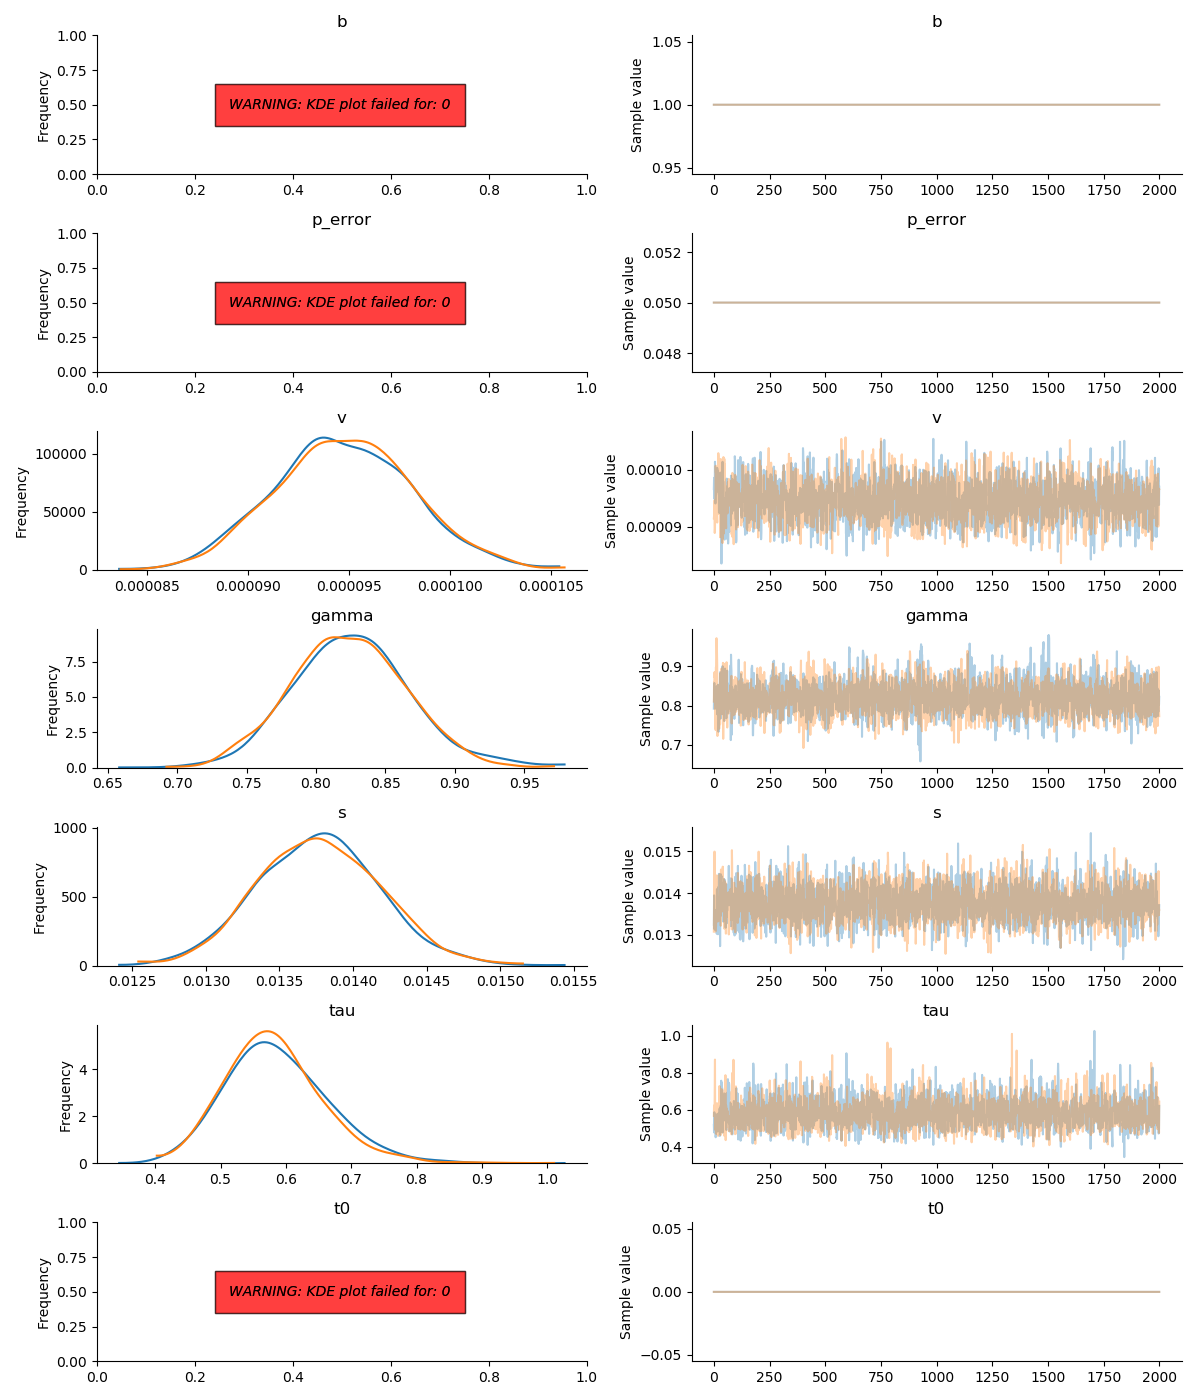 b
b
1.00
0.75
0.50
0.25
0.00
Frequency
WARNING: KDE plot failed for: 0
0.0 0.2 0.4 0.6 0.8 1.0
1.05
1.00
0.95
Sample value
0 250 500 750 1000 1250 1500 1750 2000
p_error
p_error
1.00
0.75
0.50
0.25
0.00
Frequency
WARNING: KDE plot failed for: 0
0.0 0.2 0.4 0.6 0.8 1.0
0.052
0.050
0.048
Sample value
0 250 500 750 1000 1250 1500 1750 2000
v
v
100000
50000
0
Frequency
0.000085 0.000090 0.000095 0.000100 0.000105
0.00010
0.00009
Sample value
0 250 500 750 1000 1250 1500 1750 2000
gamma
gamma
7.5
5.0
2.5
0.0
Frequency
0.65 0.70 0.75 0.80 0.85 0.90 0.95
0.9
0.8
0.7
Sample value
0 250 500 750 1000 1250 1500 1750 2000
s
s
1000
500
0
Frequency
0.0125 0.0130 0.0135 0.0140 0.0145 0.0150 0.0155
0.015
0.014
0.013
Sample value
0 250 500 750 1000 1250 1500 1750 2000
tau
tau
4
2
0
Frequency
0.4 0.5 0.6 0.7 0.8 0.9 1.0
1.0
0.8
0.6
0.4
Sample value
0 250 500 750 1000 1250 1500 1750 2000
t0
t0
1.00
0.75
0.50
0.25
0.00
Frequency
WARNING: KDE plot failed for: 0
0.0 0.2 0.4 0.6 0.8 1.0
0.05
0.00
−0.05
Sample value
0 250 500 750 1000 1250 1500 1750 2000